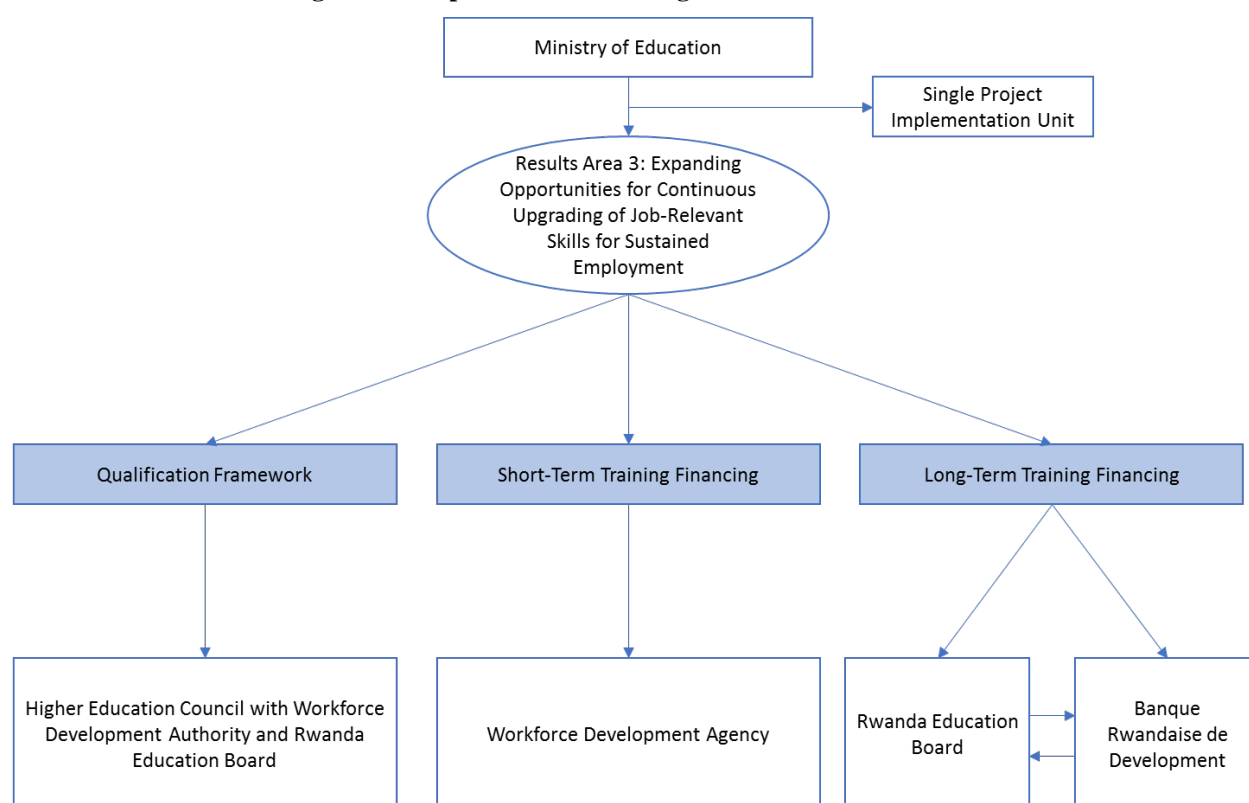 Ministry of Education
Single Project
Implementation Unit
Results Area 3: Expanding
Opportunities for Continuous
Upgrading of Job-Relevant
Skills for Sustained
Employment
Qualification Framework
Short-Term Training Financing
Long-Term Training Financing
Higher Education Council with Workforce
Development Authority and Rwanda
Education Board
Workforce Development Agency
Rwanda Education
Board
Banque
Rwandaise de
Development